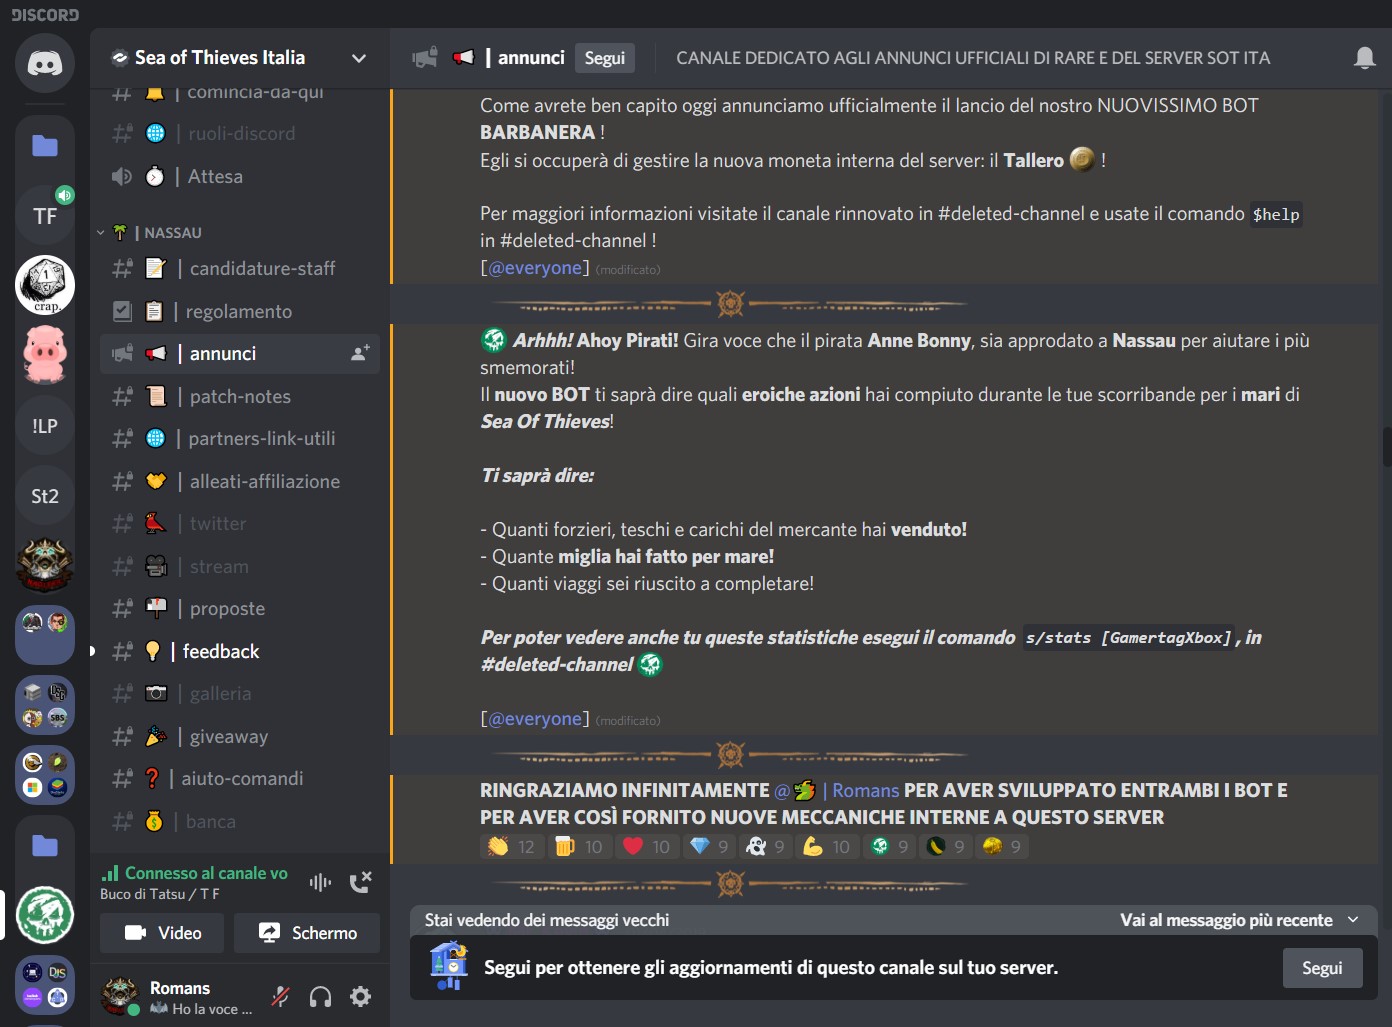 DISCORD
Sea of Thieves Italia
| annunci
Segui
CANALE DEDICATO AGLI ANNUNCI UFFICIALI DI RARE E DEL SERVER SOT ITA
TF
crap.
!LP
St2
DJS
| comincia-da-qui
| ruoli-discord
| Attesa
| NASSAU
| candidature-staff
| regolamento
| annunci
| patch-notes
| partners-link-utili
| alleati-affiliazione
| twitter
| stream
| proposte
| feedback
| galleria
| giveaway
| aiuto-comandi
| banca
Connesso al canale vo
Buco di Tatsu / T F
Video
Schermo
Romans
Ho la voce ...
Come avrete ben capito oggi annunciamo ufficialmente il lancio del nostro NUOVISSIMO BOT
BARBANERA !
Egli si occuperà di gestire la nuova moneta interna del server: il Tallero !
Per maggiori informazioni visitate il canale rinnovato in #deleted-channel e usate il comando $help
in #deleted-channel !
[@everyone] (modificato)
Arhhh! Ahoy Pirati! Gira voce che il pirata Anne Bonny, sia approdato a Nassau per aiutare i più
smemorati!
Il nuovo BOT ti saprà dire quali eroiche azioni hai compiuto durante le tue scorribande per i mari di
Sea Of Thieves!
Ti saprà dire:
- Quanti forzieri, teschi e carichi del mercante hai venduto!
- Quante miglia hai fatto per mare!
- Quanti viaggi sei riuscito a completare!
Per poter vedere anche tu queste statistiche esegui il comando s/stats [GamertagXbox], in
#deleted-channel
[@everyone] (modificato)
RINGRAZIAMO INFINITAMENTE @ | Romans PER AVER SVILUPPATO ENTRAMBI I BOT E
PER AVER COSÌ FORNITO NUOVE MECCANICHE INTERNE A QUESTO SERVER
12 10 10 9 9 10 9 9 9
Stai vedendo dei messaggi vecchi
Vai al messaggio più recente
Segui per ottenere gli aggiornamenti di questo canale sul tuo server.
Segui